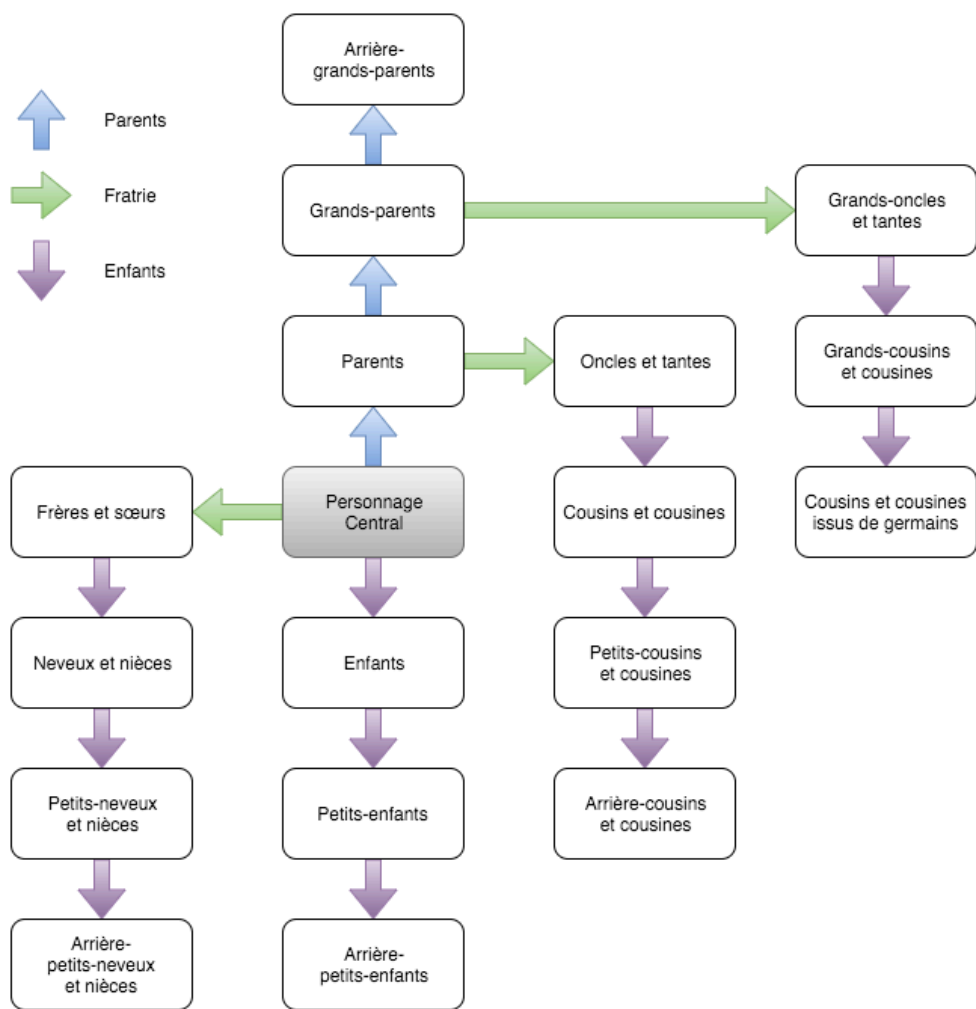 Arrière-
grands-parents
Parents
Fratrie
Enfants
Grands-parents
Grands-oncles
et tantes
Parents
Oncles et tantes
Grands-cousins
et cousines
Frères et sœurs
Personnage
Central
Cousins et cousines
Cousins et cousines
issus de germains
Neveux et nièces
Enfants
Petits-cousins
et cousines
Petits-neveux
et nièces
Petits-enfants
Arrière-cousins
et cousines
Arrière-
petits-neveux
et nièces
Arrière-
petits-enfants